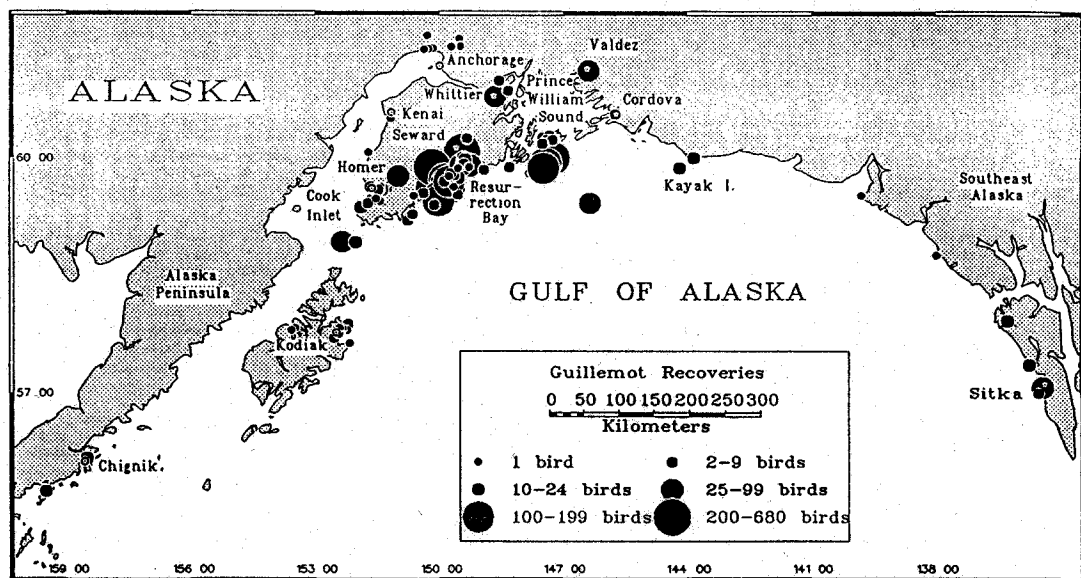 Valdez
Anchorage
ALASKA
Prince
Whittier
William
Cordova
Kenai
Sound
Seward
60 00
Homer
Kayak I.
Southeast
Alaska
Resur-
rection
Bay
Cook
Inlet
Alaska
Peninsula
GULF OF ALASKA
Kodiak
Guillemot Recoveries
0 50 100 150 200 250 300
Kilometers
57 00
Sitka
Chignik
1 bird
2-9 birds
10-24 birds
25-99 birds
100-199 birds
200-680 birds
159 00 156 00 153 00 150 00 147 00 144 00 141 00 138 00